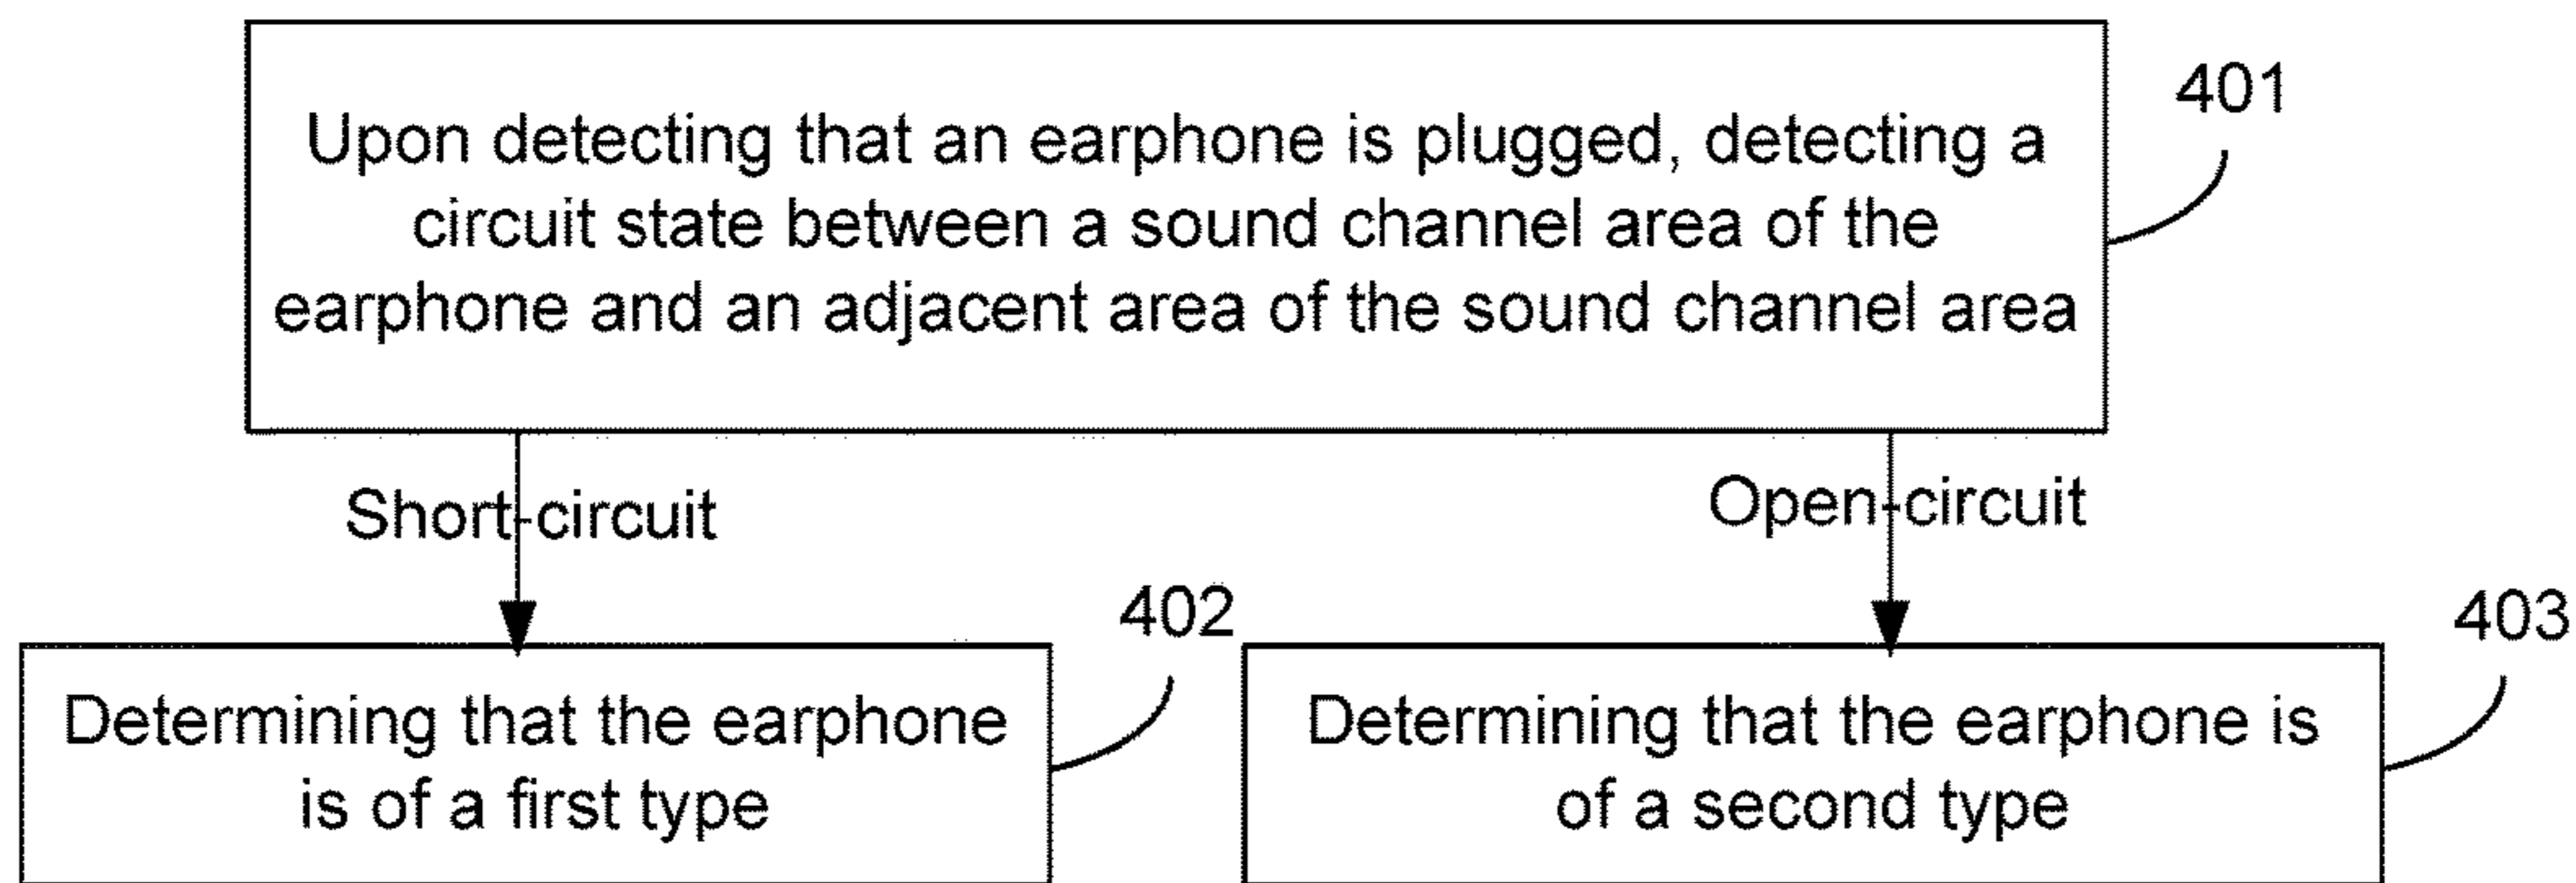 Upon detecting that an earphone is plugged, detecting a
circuit state between a sound channel area of the
earphone and an adjacent area of the sound channel area
401
Short-circuit
Open-circuit
Determining that the earphone
is of a first type
402
Determining that the earphone is
of a second type
403